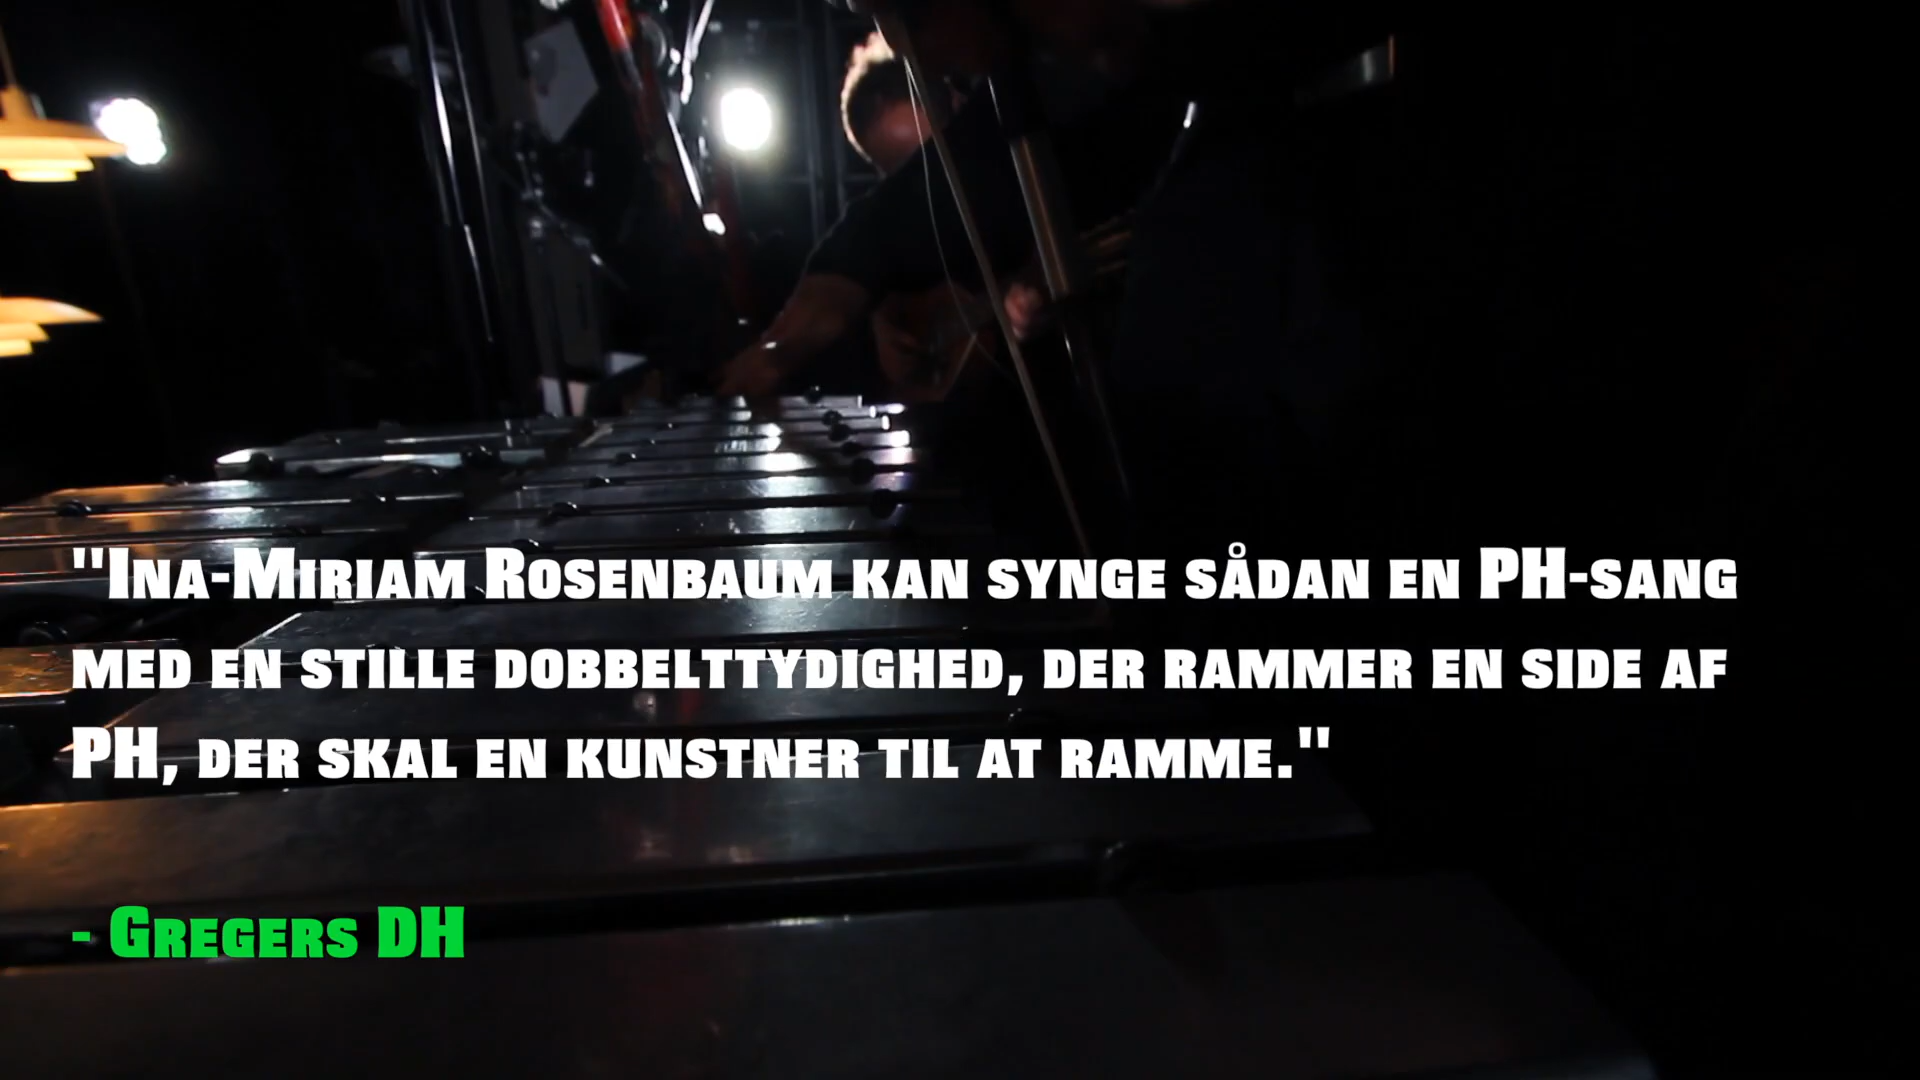 "Ina-Miriam Rosenbaum kan synge sådan en PH-sang
med en stille dobbelttydighed, der rammer en side af
PH, der skal en kunstner til at ramme."
- Gregers DH